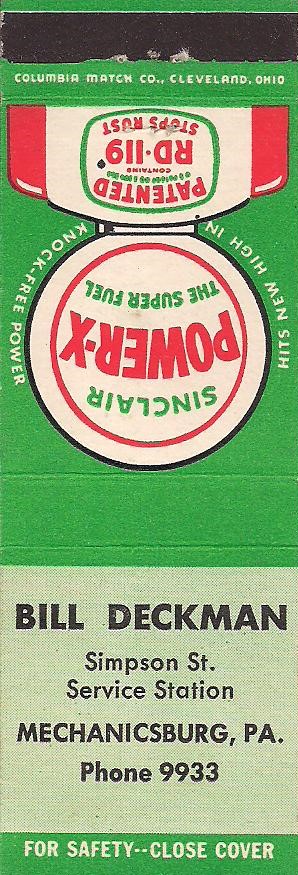 COLUMBIA MATCH CO., CLEVELAND, OHIO
HITS NEW HIGH IN KNOCK-FREE POWER
SINCLAIR
POWER-X
THE SUPER FUEL
PATENTED
CONTAINS
RD·119
STOPS RUST
BILL DECKMAN
Simpson St.
Service Station
MECHANICSBURG, PA.
Phone 9933
FOR SAFETY--CLOSE COVER